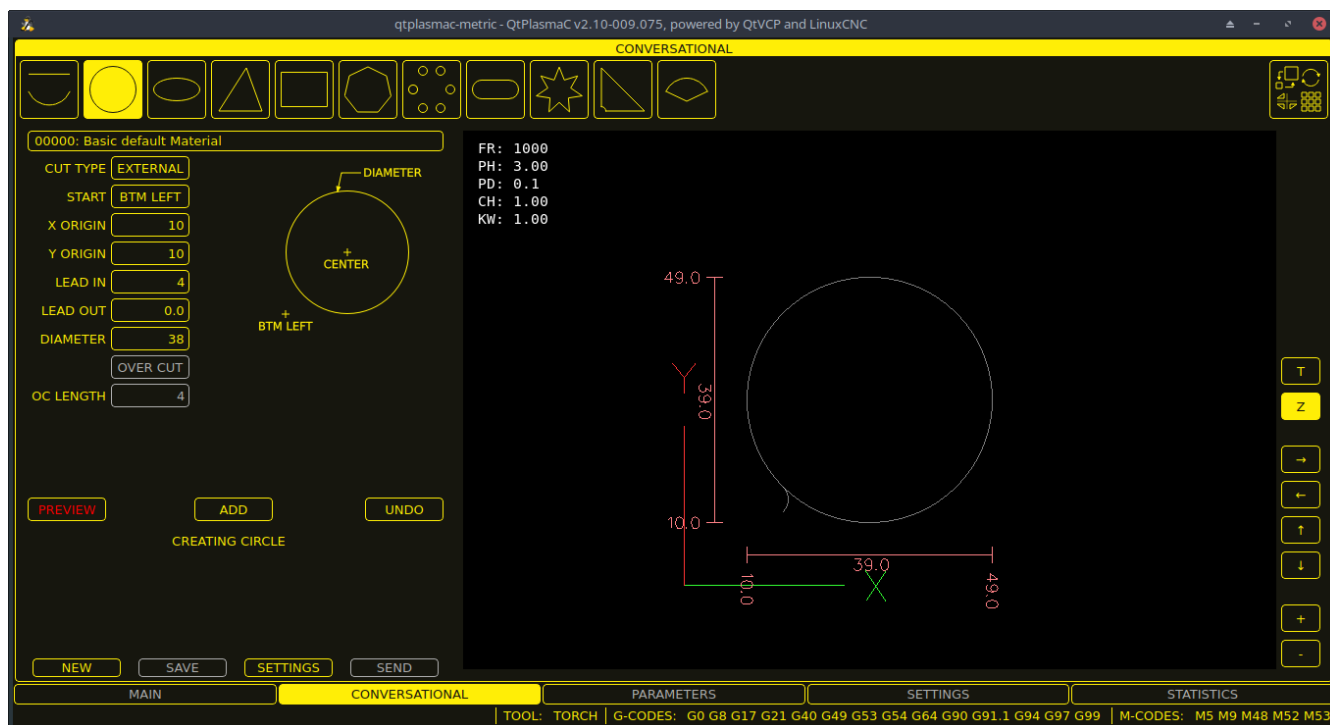 qtplasmac-metric - QtPlasmaC v2.10-009.075, powered by QtVCP and LinuxCNC
CONVERSATIONAL
00000: Basic default Material
CUT TYPE EXTERNAL
START BTM LEFT
X ORIGIN 10
Y ORIGIN 10
LEAD IN 4
LEAD OUT 0.0
DIAMETER 38
OVER CUT
OC LENGTH 4
DIAMETER
CENTER
BTM LEFT
PREVIEW ADD UNDO
CREATING CIRCLE
NEW SAVE SETTINGS SEND
FR: 1000
PH: 3.00
PD: 0.1
CH: 1.00
KW: 1.00
49.0
Y
39.0
10.0
39.0
10.0
X
49.0
T
Z
→
←
↑
↓
+
-
MAIN CONVERSATIONAL PARAMETERS SETTINGS STATISTICS
TOOL: TORCH G-CODES: G0 G8 G17 G21 G40 G49 G53 G54 G64 G90 G91.1 G94 G97 G99 M-CODES: M5 M9 M48 M52 M53